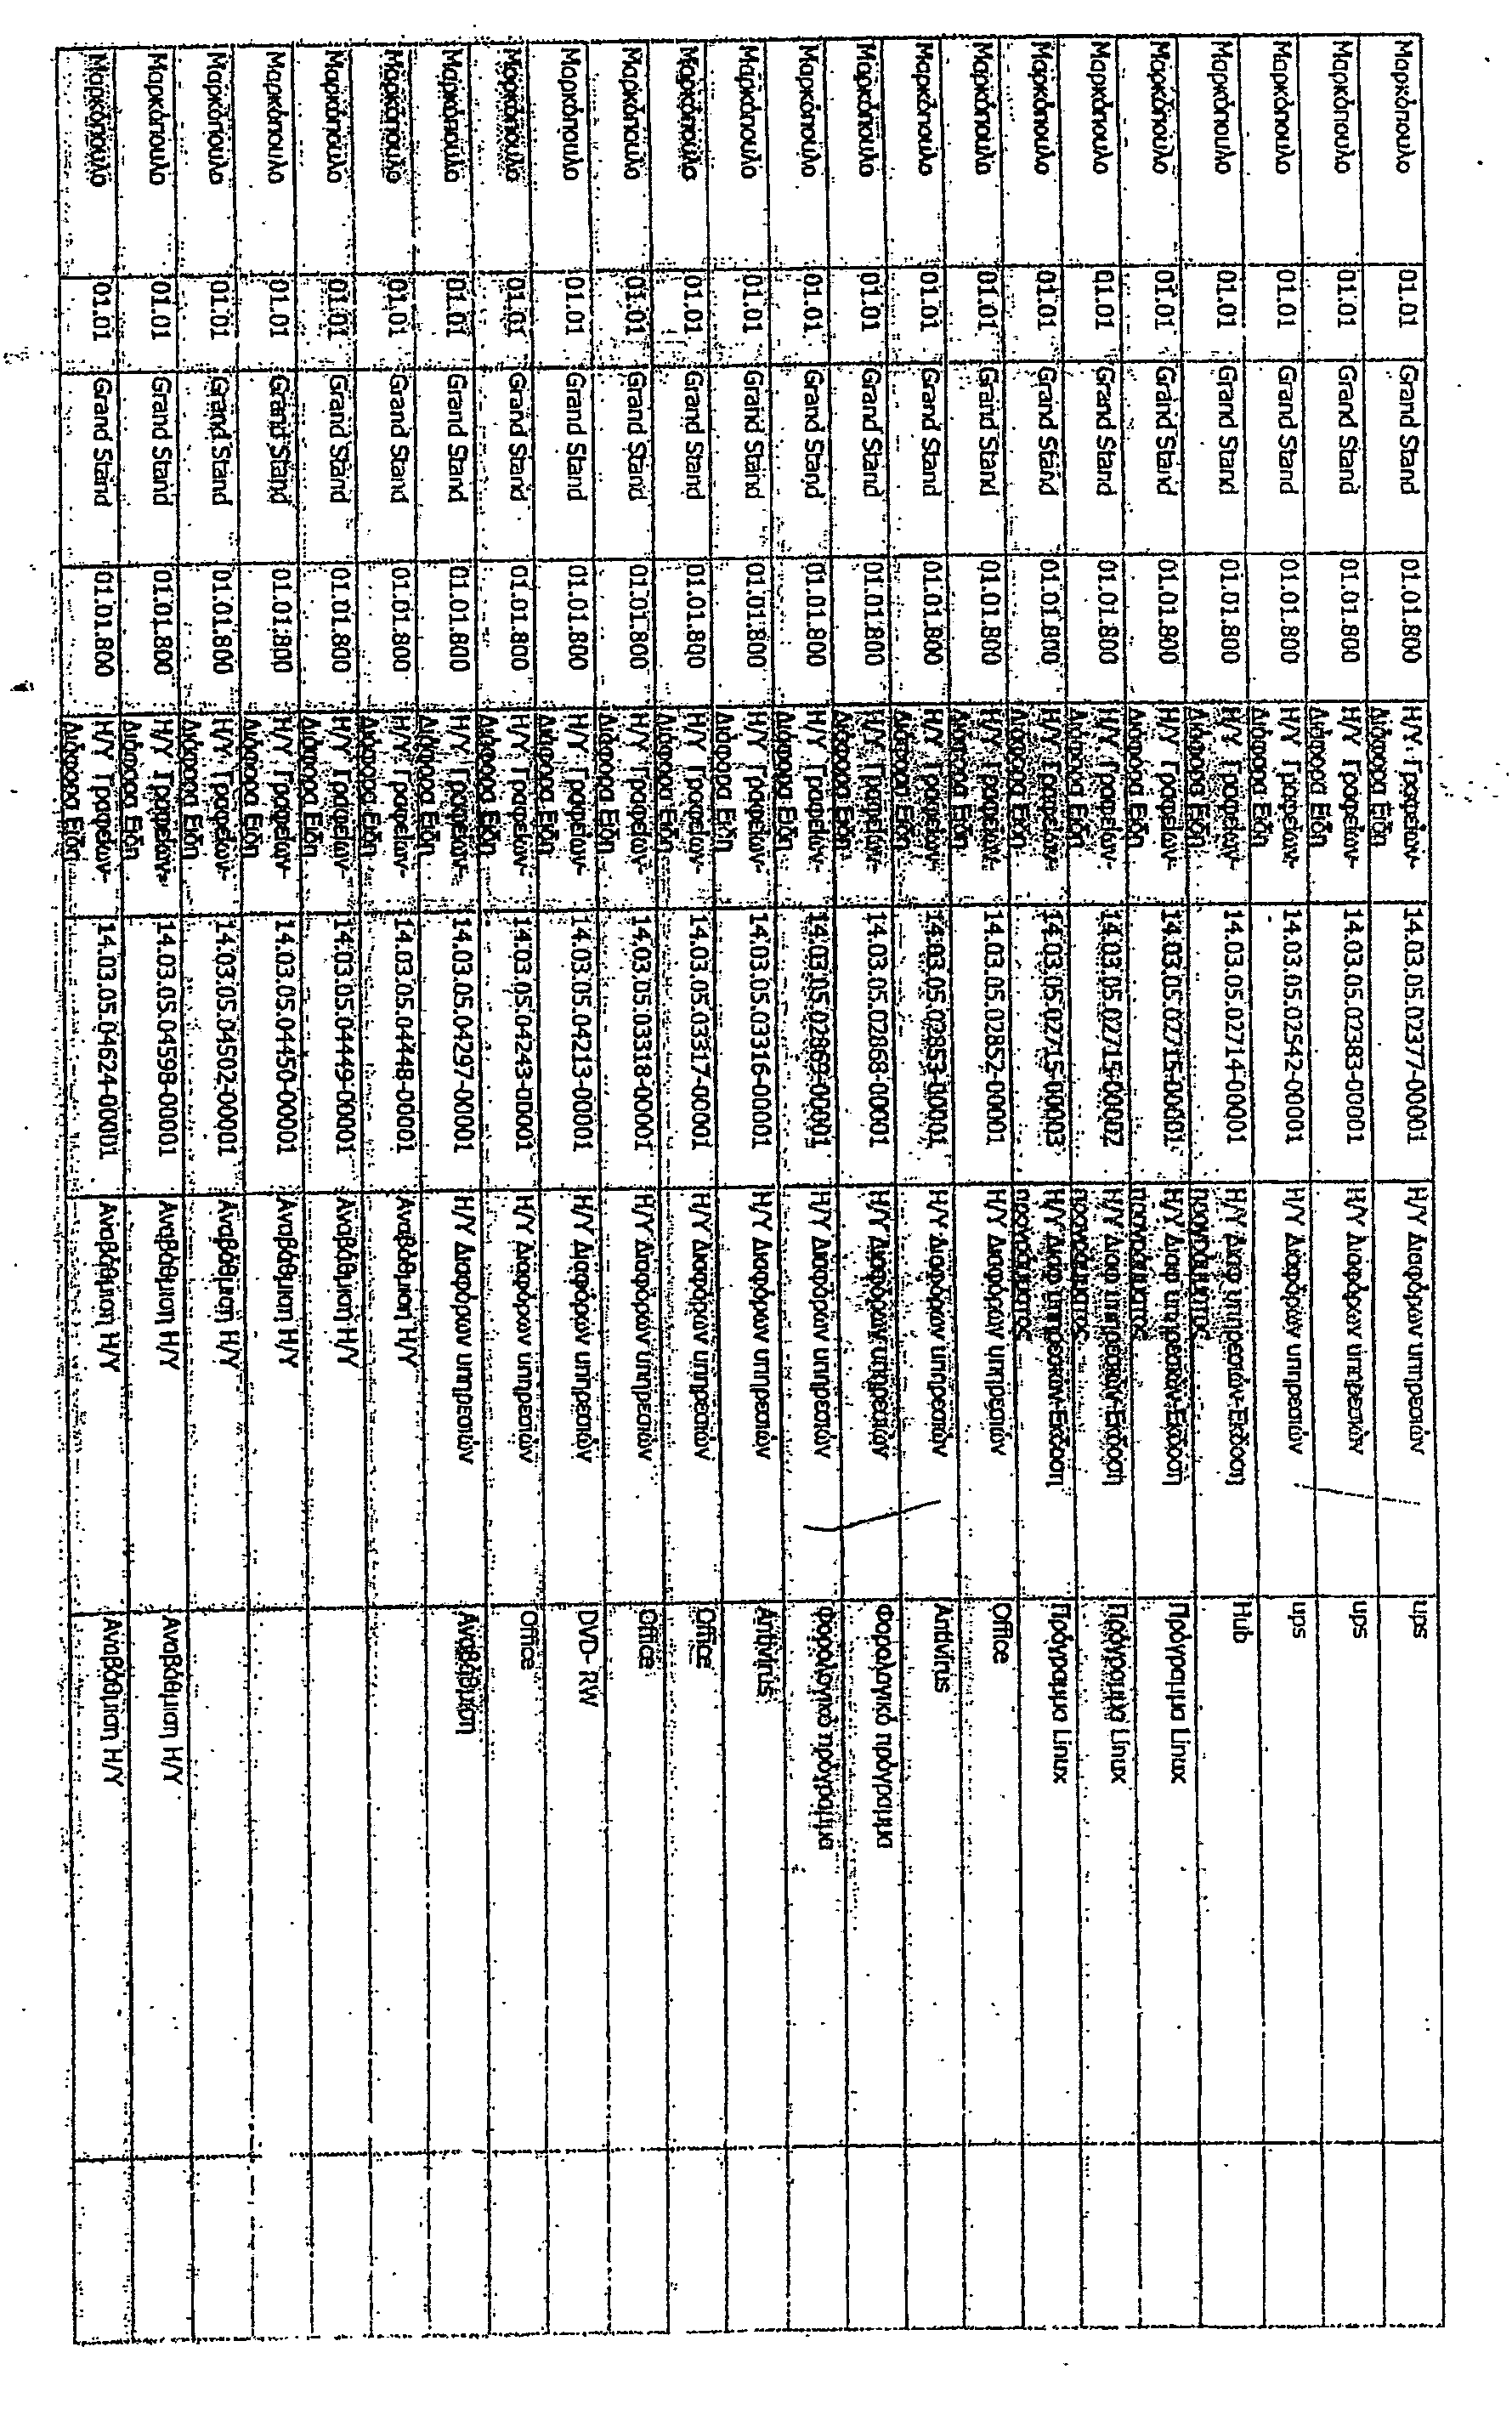 Μαρκόπουλο 01.01 Grand Stand 01.01.800 Η/Υ Γραφείων- 14.03.05.02377-00001 Η/Υ Διαφόρων υπηρεσιών ups
Διάφορα Είδη
Μαρκόπουλο 01.01 Grand Stand 01.01.800 Η/Υ Γραφείων- 14.03.05.02383-00001 Η/Υ Διαφόρων υπηρεσιών ups
Διάφορα Είδη
Μαρκόπουλο 01.01 Grand Stand 01.01.800 Η/Υ Γραφείων- 14.03.05.02542-00001 Η/Υ Διαφόρων υπηρεσιών ups
Διάφορα Είδη
Μαρκόπουλο 01.01 Grand Stand 01.01.800 Η/Υ Γραφείων- 14.03.05.02714-00001 Η/Υ Διαφ υπηρεσιών-Εκδοση Hub
Διάφορα Είδη προγράμματος
Μαρκόπουλο 01.01 Grand Stand 01.01.800 Η/Υ Γραφείων- 14.03.05.02715-00001 Η/Υ Διαφ υπηρεσιών-Εκδοση Πρόγραμμα Linux
Διάφορα Είδη προγράμματος
Μαρκόπουλο 01.01 Grand Stand 01.01.800 Η/Υ Γραφείων- 14.03.05.02715-00002 Η/Υ Διαφ υπηρεσιών-Εκδοση Πρόγραμμα Linux
Διάφορα Είδη προγράμματος
Μαρκόπουλο 01.01 Grand Stand 01.01.800 Η/Υ Γραφείων- 14.03.05.02715-00003 Η/Υ Διαφ υπηρεσιών-Εκδοση Πρόγραμμα Linux
Διάφορα Είδη προγράμματος
Μαρκόπουλο 01.01 Grand Stand 01.01.800 Η/Υ Γραφείων- 14.03.05.02852-00001 Η/Υ Διαφόρων υπηρεσιών Office
Διάφορα Είδη
Μαρκόπουλο 01.01 Grand Stand 01.01.800 Η/Υ Γραφείων- 14.03.05.02853-00001 Η/Υ Διαφόρων υπηρεσιών Antivirus
Διάφορα Είδη
Μαρκόπουλο 01.01 Grand Stand 01.01.800 Η/Υ Γραφείων- 14.03.05.02868-00001 Η/Υ Διαφόρων υπηρεσιών Φορολογικό πρόγραμμα
Διάφορα Είδη
Μαρκόπουλο 01.01 Grand Stand 01.01.800 Η/Υ Γραφείων- 14.03.05.02869-00001 Η/Υ Διαφόρων υπηρεσιών Φορολογικό πρόγραμμα
Διάφορα Είδη
Μαρκόπουλο 01.01 Grand Stand 01.01.800 Η/Υ Γραφείων- 14.03.05.03316-00001 Η/Υ Διαφόρων υπηρεσιών Antivirus
Διάφορα Είδη
Μαρκόπουλο 01.01 Grand Stand 01.01.800 Η/Υ Γραφείων- 14.03.05.03317-00001 Η/Υ Διαφόρων υπηρεσιών Office
Διάφορα Είδη
Μαρκόπουλο 01.01 Grand Stand 01.01.800 Η/Υ Γραφείων- 14.03.05.03318-00001 Η/Υ Διαφόρων υπηρεσιών Office
Διάφορα Είδη
Μαρκόπουλο 01.01 Grand Stand 01.01.800 Η/Υ Γραφείων- 14.03.05.04213-00001 Η/Υ Διαφόρων υπηρεσιών DVD- RW
Διάφορα Είδη
Μαρκόπουλο 01.01 Grand Stand 01.01.800 Η/Υ Γραφείων- 14.03.05.04243-00001 Η/Υ Διαφόρων υπηρεσιών Office
Διάφορα Είδη
Μαρκόπουλο 01.01 Grand Stand 01.01.800 Η/Υ Γραφείων- 14.03.05.04297-00001 Η/Υ Διαφόρων υπηρεσιών Αναβάθμιση
Διάφορα Είδη
Μαρκόπουλο 01.01 Grand Stand 01.01.800 Η/Υ Γραφείων- 14.03.05.04448-00001 Αναβάθμιση Η/Υ
Διάφορα Είδη
Μαρκόπουλο 01.01 Grand Stand 01.01.800 Η/Υ Γραφείων- 14.03.05.04449-00001 Αναβάθμιση Η/Υ
Διάφορα Είδη
Μαρκόπουλο 01.01 Grand Stand 01.01.800 Η/Υ Γραφείων- 14.03.05.04450-00001 Αναβάθμιση Η/Υ
Διάφορα Είδη
Μαρκόπουλο 01.01 Grand Stand 01.01.800 Η/Υ Γραφείων- 14.03.05.04502-00001 Αναβάθμιση Η/Υ
Διάφορα Είδη
Μαρκόπουλο 01.01 Grand Stand 01.01.800 Η/Υ Γραφείων- 14.03.05.04598-00001 Αναβάθμιση Η/Υ Αναβάθμιση Η/Υ
Διάφορα Είδη
Μαρκόπουλο 01.01 Grand Stand 01.01.800 Η/Υ Γραφείων- 14.03.05.04624-00001 Αναβάθμιση Η/Υ Αναβάθμιση Η/Υ
Διάφορα Είδη